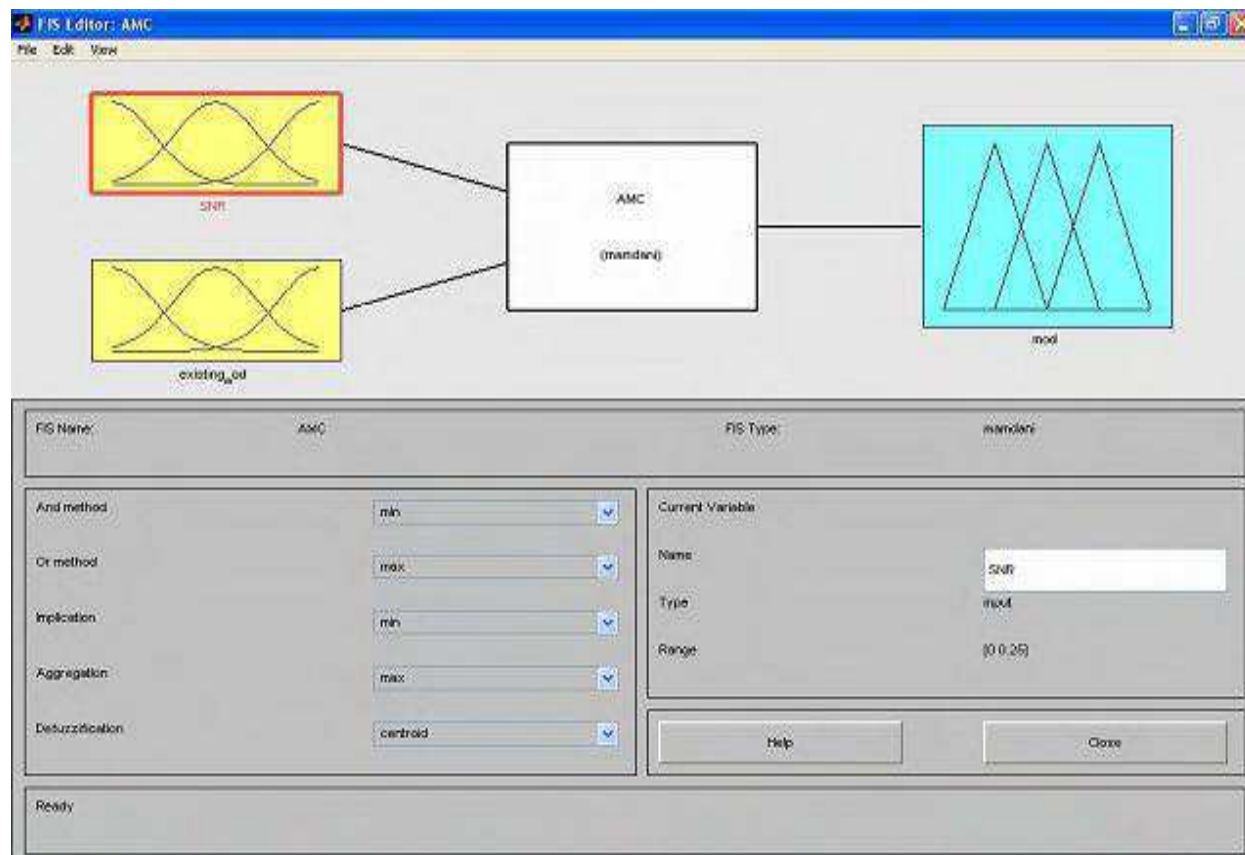 FIS Editor: AMC
File Edit View
SNR
AMC
(mamdani)
mod
FIS Name: AMC FIS Type: mamdani
And method min
Or method max
Implication min
Aggregation max
Defuzzification centroid
Current Variable
Name SNR
Type input
Range [0 0.25]
Help Close
Ready